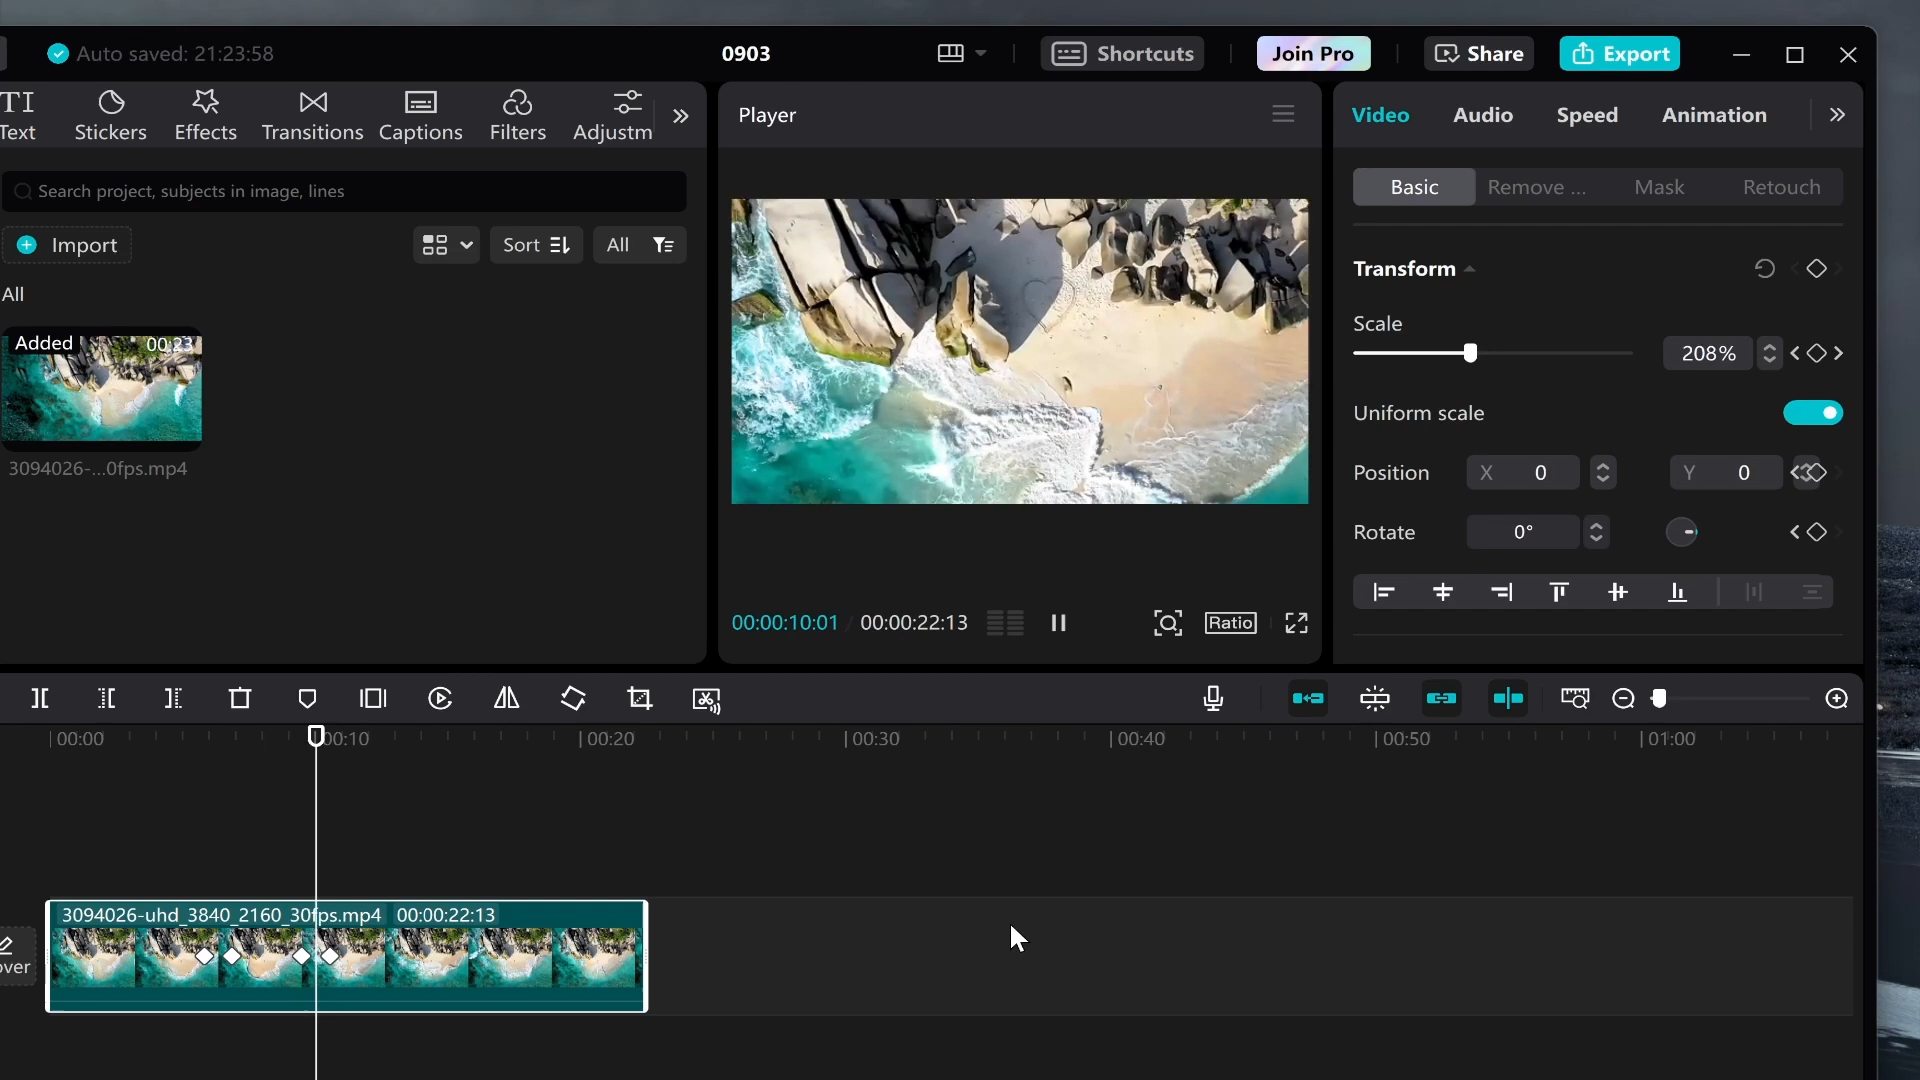 Auto saved: 21:23:58
0903
Shortcuts
Join Pro
Share
Export
TI
Text
Stickers
Effects
Transitions
Captions
Filters
Adjustm
Player
Video
Audio
Speed
Animation
Search project, subjects in image, lines
Basic
Remove ...
Mask
Retouch
Import
Sort
All
Transform
All
Scale
Added 00:23
208%
Uniform scale
3094026-...0fps.mp4
Position X 0 Y 0
Rotate 0°
00:00:10:01 / 00:00:22:13
Ratio
00:00
00:10
00:20
00:30
00:40
00:50
01:00
3094026-uhd_3840_2160_30fps.mp4 00:00:22:13
over